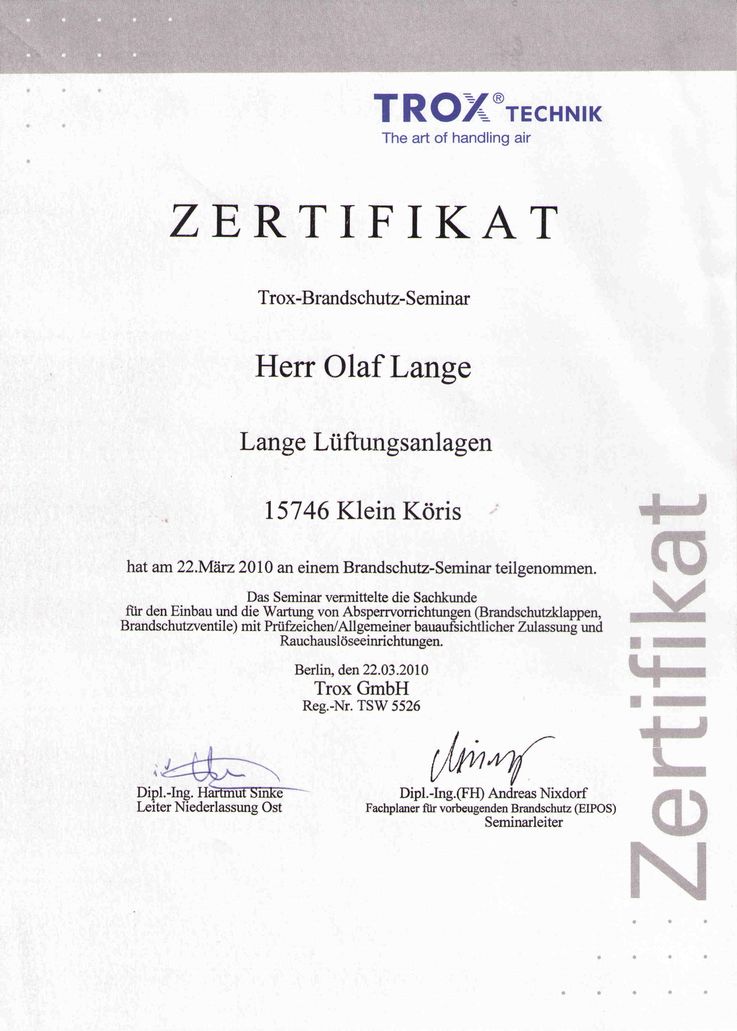 TROX® TECHNIK
The art of handling air
ZERTIFIKAT
Trox-Brandschutz-Seminar
Herr Olaf Lange
Lange Lüftungsanlagen
15746 Klein Köris
hat am 22.März 2010 an einem Brandschutz-Seminar teilgenommen.
Das Seminar vermittelte die Sachkunde
für den Einbau und die Wartung von Absperrvorrichtungen (Brandschutzklappen,
Brandschutzventile) mit Prüfzeichen/Allgemeiner bauaufsichtlicher Zulassung und
Rauchauslöseeinrichtungen.
Berlin, den 22.03.2010
Trox GmbH
Reg.-Nr. TSW 5526
Dipl.-Ing. Hartmut Sinke
Leiter Niederlassung Ost
Dipl.-Ing.(FH) Andreas Nixdorf
Fachplaner für vorbeugenden Brandschutz (EIPOS)
Seminarleiter
Zertifikat